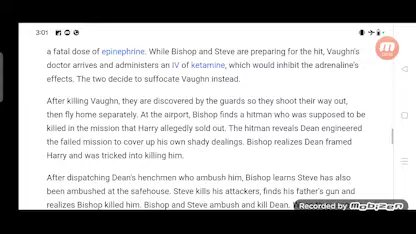 3:01
a fatal dose of epinephrine. While Bishop and Steve are preparing for the hit, Vaughn's
doctor arrives and administers an IV of ketamine, which would inhibit the adrenaline's
effects. The two decide to suffocate Vaughn instead.
After killing Vaughn, they are discovered by the guards so they shoot their way out,
then fly home separately. At the airport, Bishop finds a hitman who was supposed to be
killed in the mission that Harry allegedly sold out. The hitman reveals Dean engineered
the failed mission to cover up his own shady dealings. Bishop realizes Dean framed
Harry and was tricked into killing him.
After dispatching Dean's henchmen who ambush him, Bishop learns Steve has also
been ambushed at the safehouse. Steve kills his attackers, finds his father's gun and
realizes Bishop killed him. Bishop and Steve ambush and kill Dean.
Recorded by mobizen